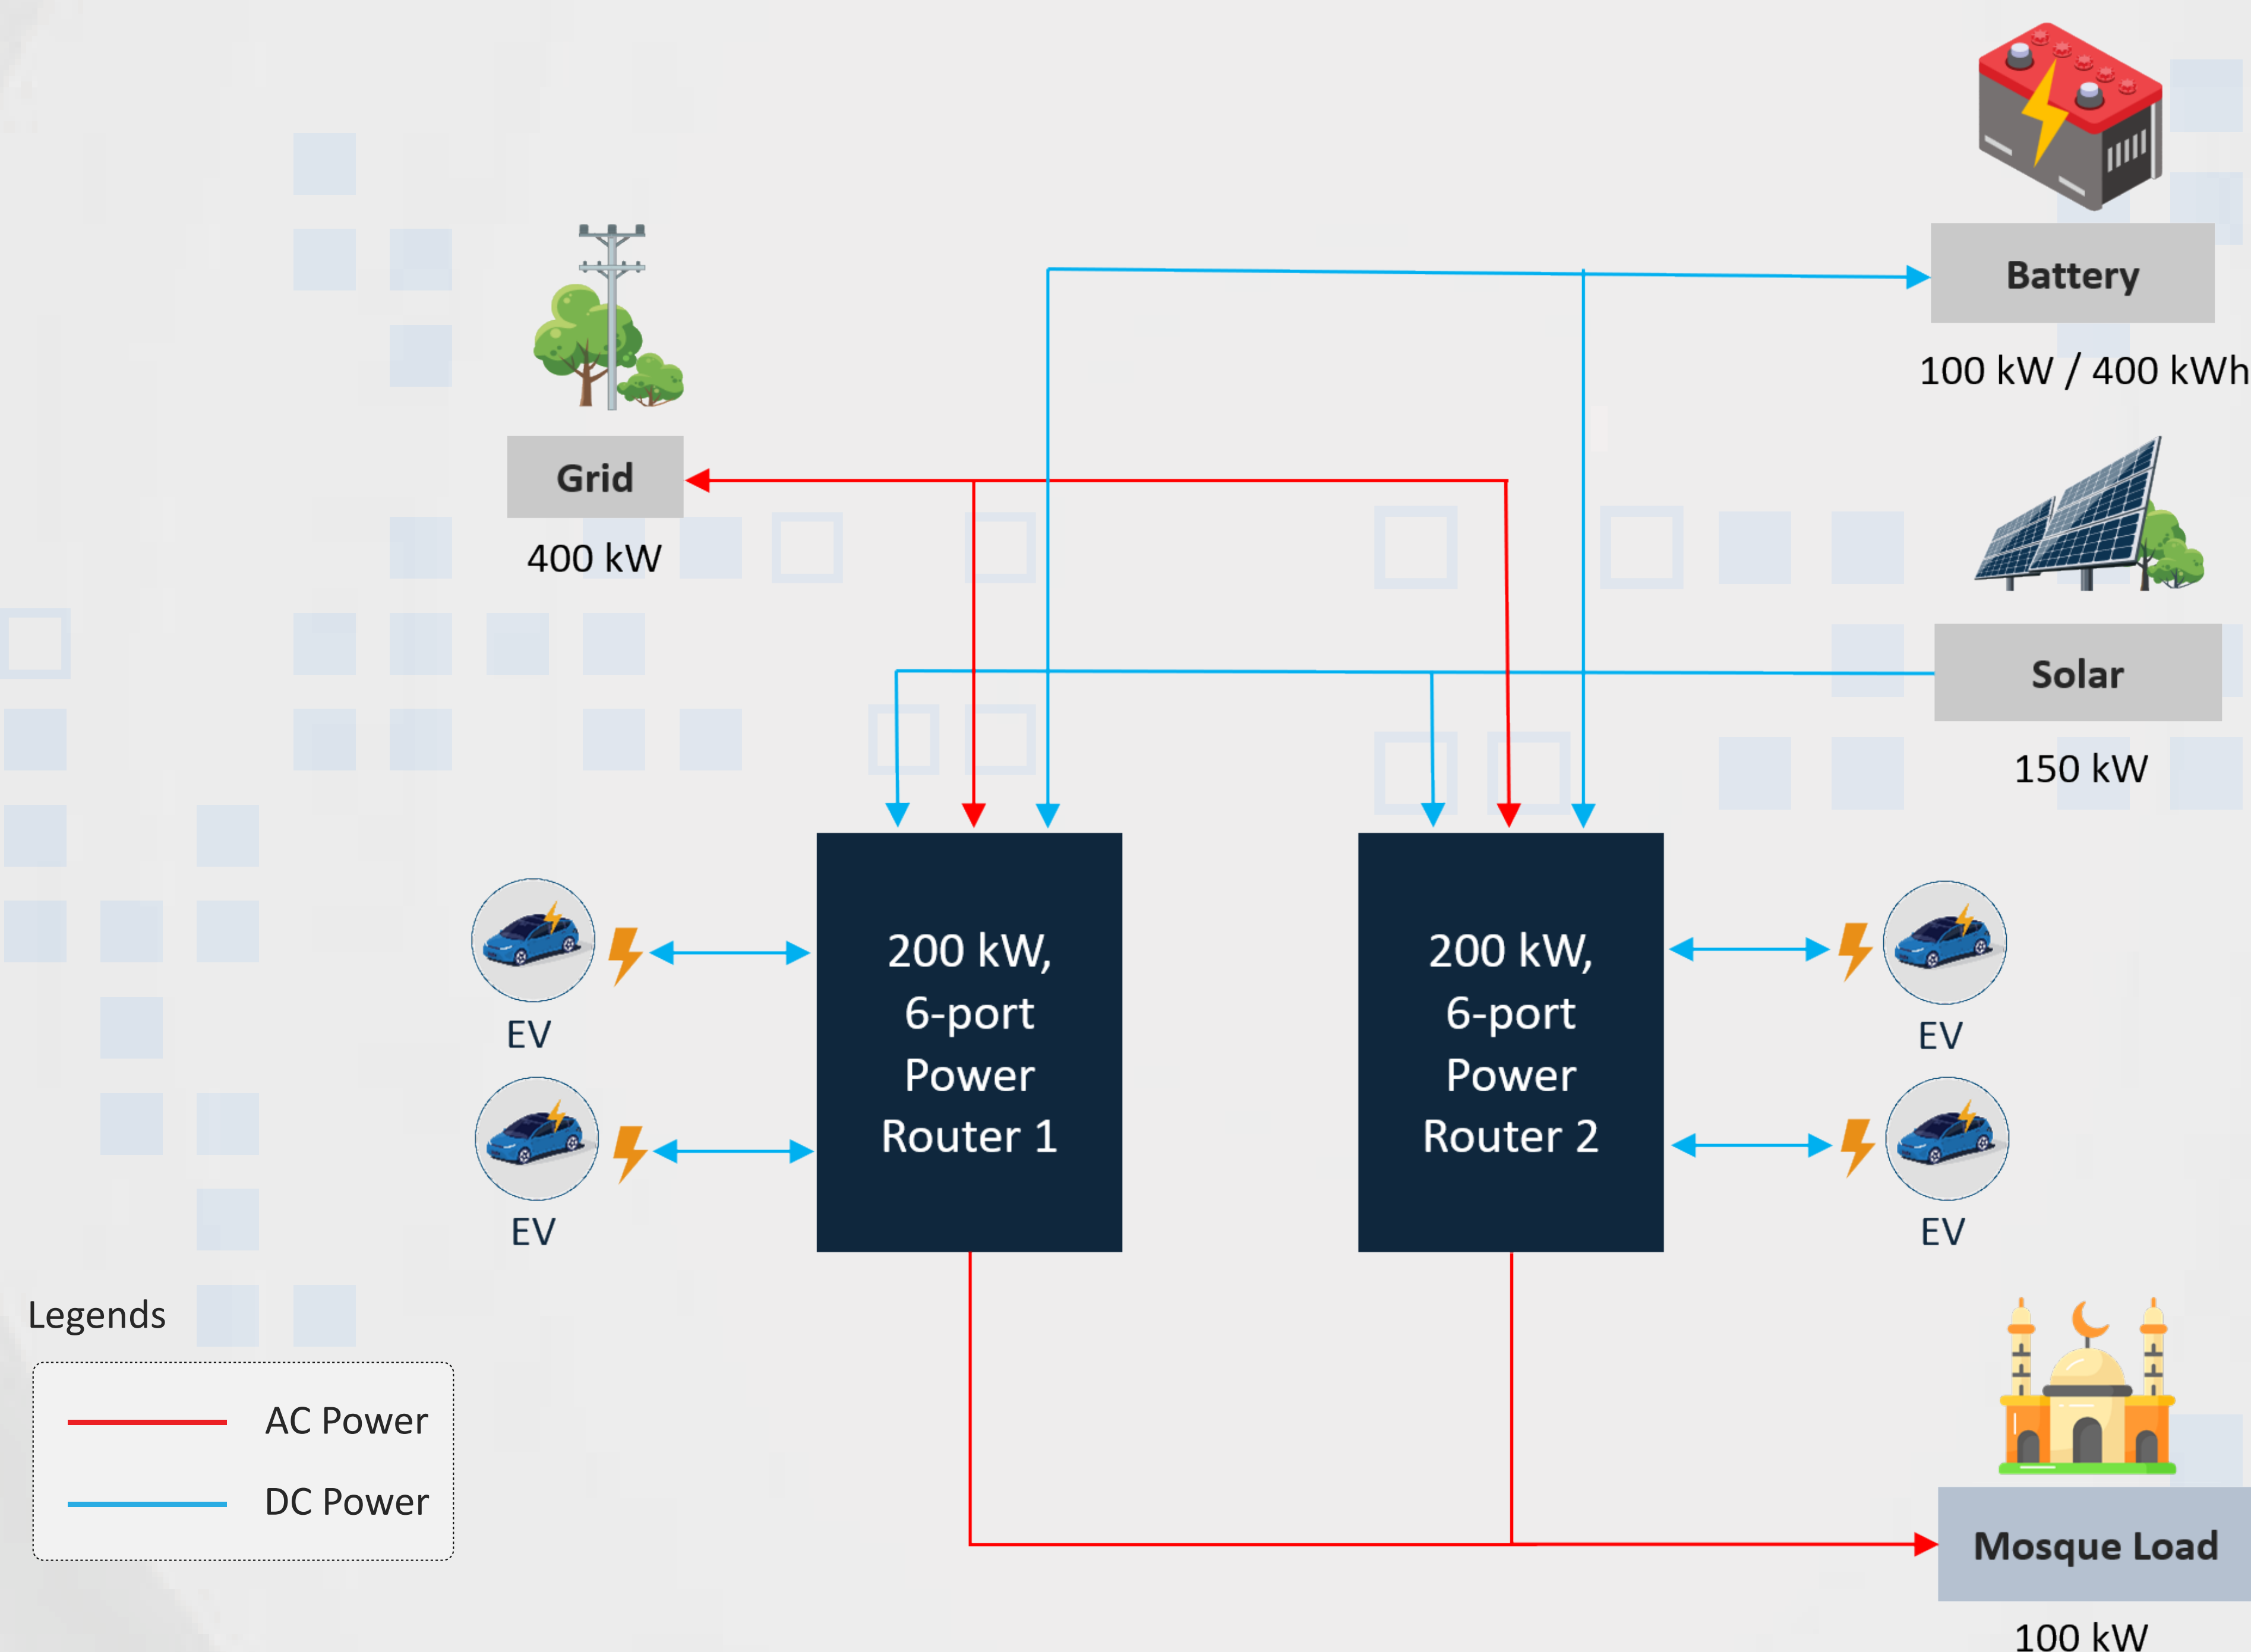 Battery
100 kW / 400 kWh
Grid
400 kW
Solar
150 kW
200 kW,
6-port
Power
Router 1
200 kW,
6-port
Power
Router 2
EV
EV
EV
EV
Legends
AC Power
DC Power
Mosque Load
100 kW